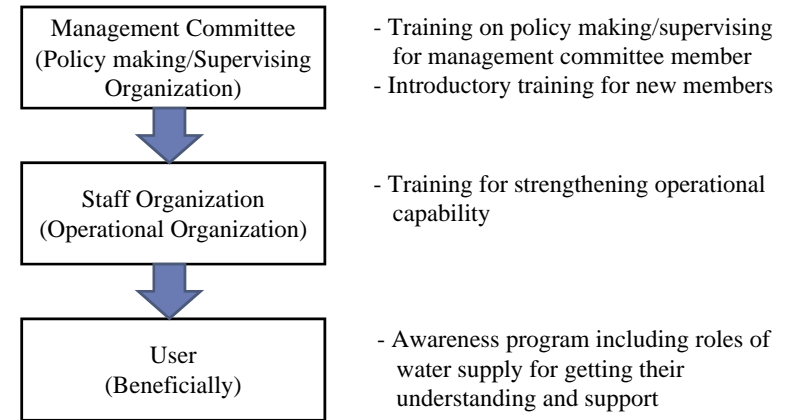 Management Committee
(Policy making/Supervising
Organization)
- Training on policy making/supervising
for management committee member
- Introductory training for new members
Staff Organization
(Operational Organization)
- Training for strengthening operational
capability
User
(Beneficially)
- Awareness program including roles of
water supply for getting their
understanding and support